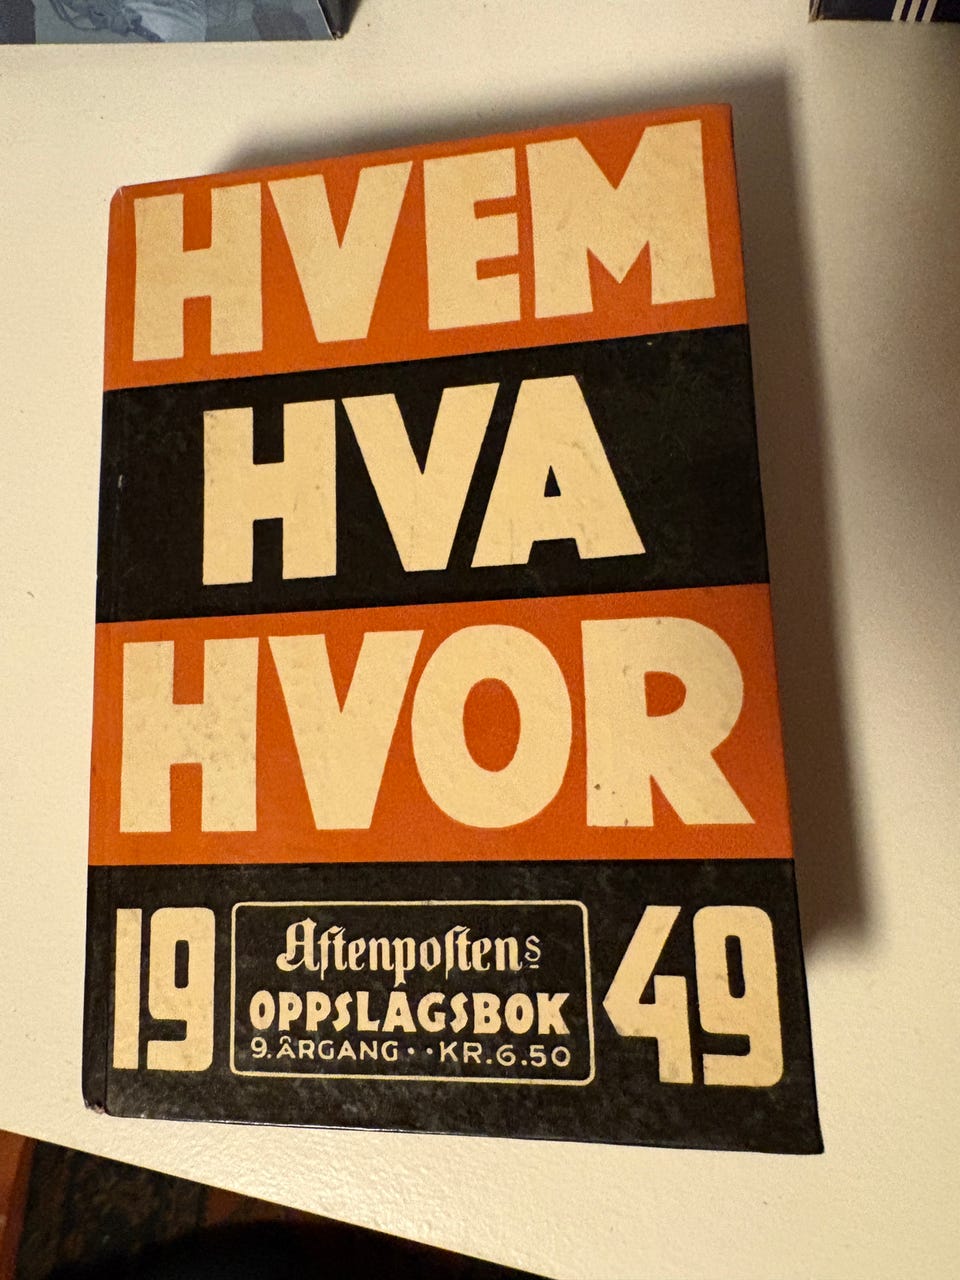 HVEM
HVA
HVOR
19 49
Aftenpostens
OPPSLAGSBOK
9. ÅRGANG · · KR. 6.50